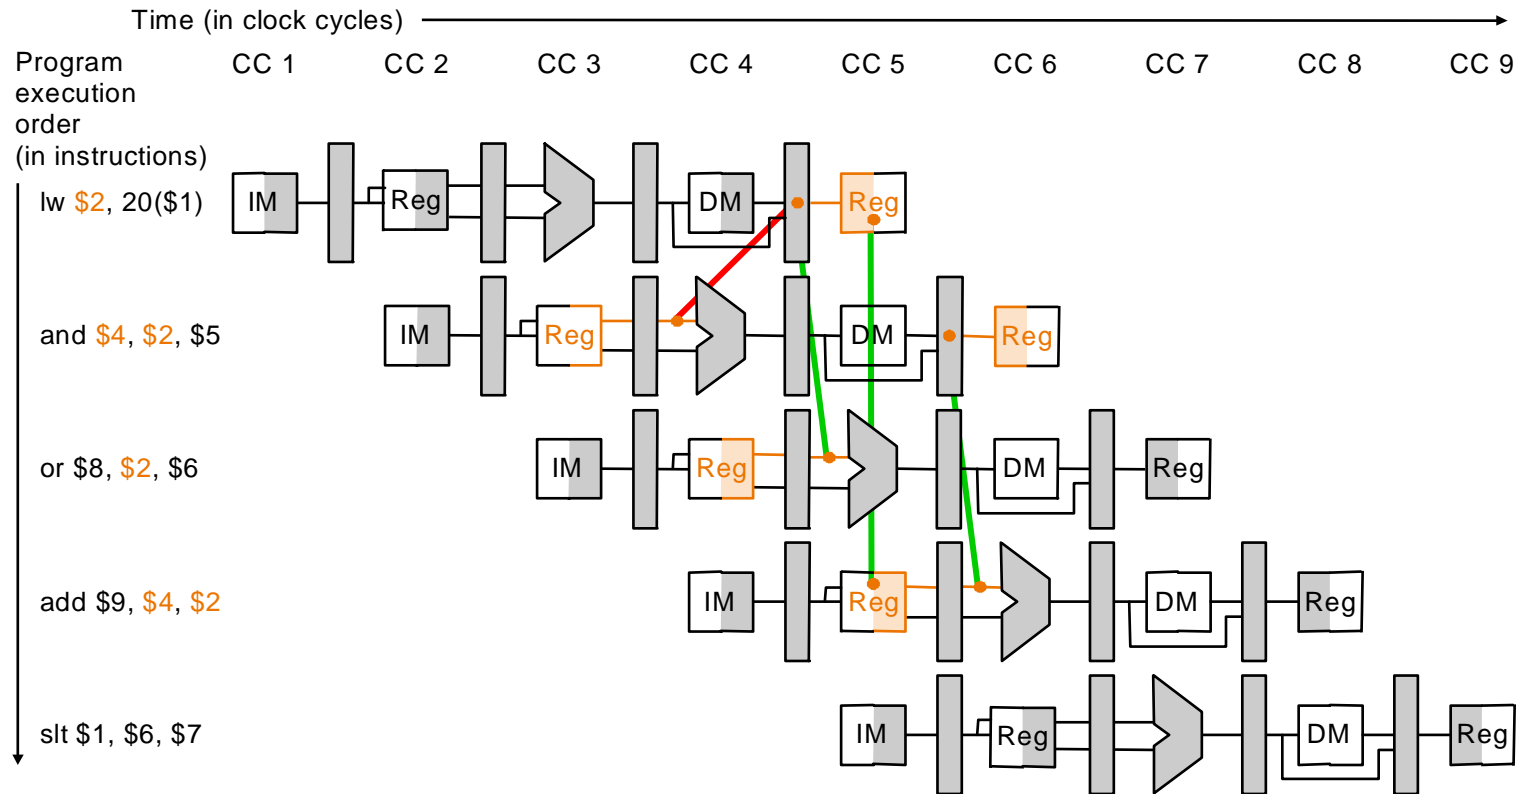 Time (in clock cycles)
Program
execution
order
(in instructions)
CC 1 CC 2 CC 3 CC 4 CC 5 CC 6 CC 7 CC 8 CC 9
lw $2, 20($1) IM Reg DM Reg
and $4, $2, $5 IM Reg DM Reg
or $8, $2, $6 IM Reg DM Reg
add $9, $4, $2 IM Reg DM Reg
slt $1, $6, $7 IM Reg DM Reg